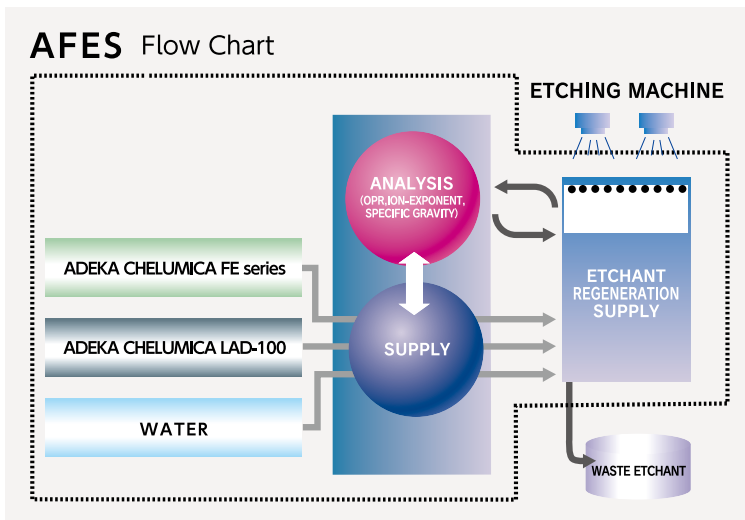 AFES Flow Chart
ETCHING MACHINE
ANALYSIS
(OPR,ION-EXPONENT,
SPECIFIC GRAVITY)
ADEKA CHELUMICA FE series
ETCHANT
REGENERATION
SUPPLY
ADEKA CHELUMICA LAD-100
SUPPLY
WATER
WASTE ETCHANT